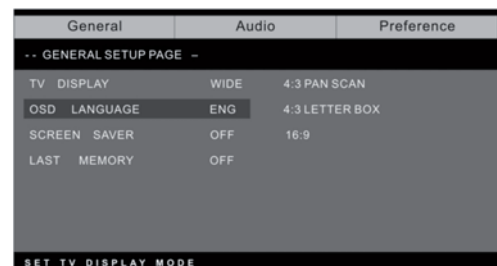 General Audio Preference
-- GENERAL SETUP PAGE –
TV DISPLAY WIDE 4:3 PAN SCAN
OSD LANGUAGE ENG 4:3 LETTER BOX
SCREEN SAVER OFF 16:9
LAST MEMORY OFF
SET TV DISPLAY MODE